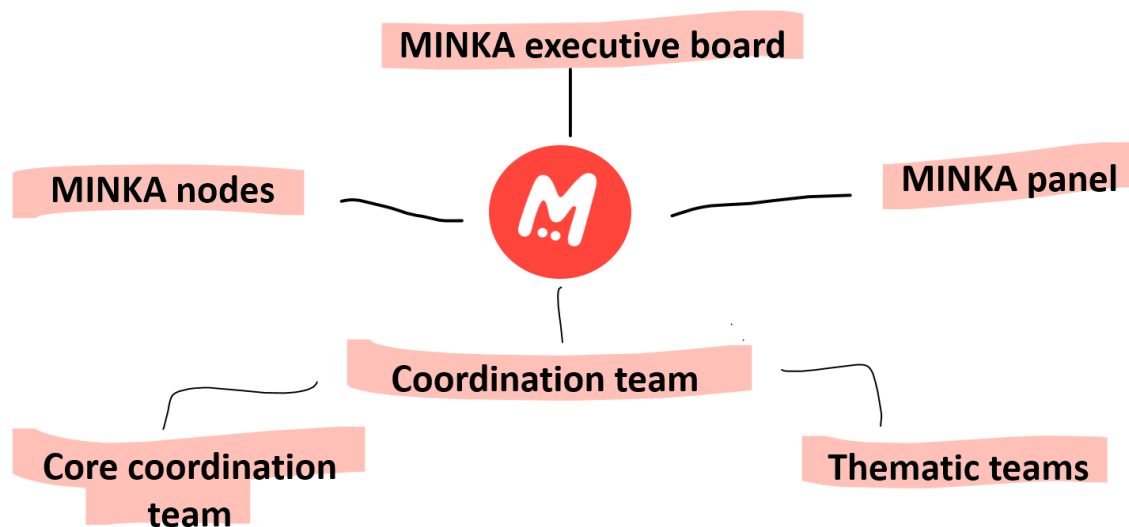 MINKA executive board
MINKA nodes
MINKA panel
M
Coordination team
Core coordination
team
Thematic teams